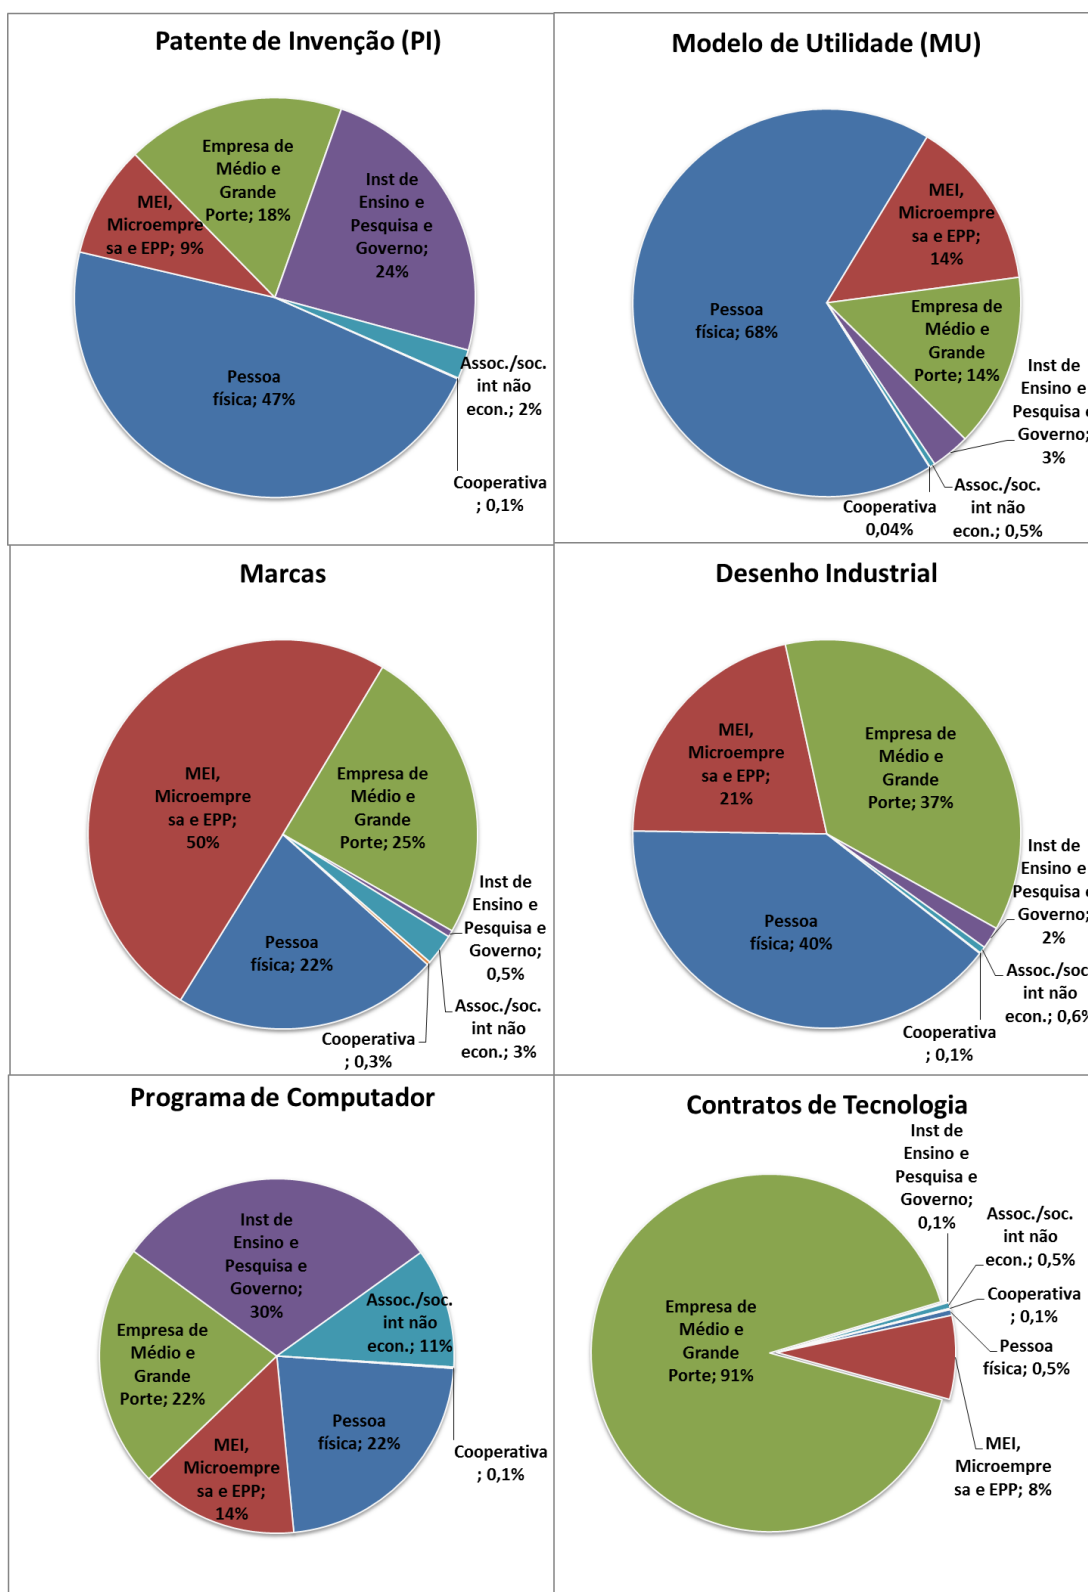 Patente de Invenção (PI)
Empresa de
Médio e
Grande
Porte; 18%
Inst de
Ensino e
Pesquisa e
Governo;
24%
MEI,
Microempre
sa e EPP; 9%
Assoc./soc.
int não
econ.; 2%
Pessoa
física; 47%
Cooperativa
; 0,1%
Modelo de Utilidade (MU)
MEI,
Microempre
sa e EPP;
14%
Pessoa
física; 68%
Empresa de
Médio e
Grande
Porte; 14%
Inst de
Ensino e
Pesquisa e
Governo;
3%
Assoc./soc.
int não
econ.; 0,5%
Cooperativa
0,04%
Marcas
MEI,
Microempre
sa e EPP;
50%
Empresa de
Médio e
Grande
Porte; 25%
Inst de
Ensino e
Pesquisa e
Governo;
0,5%
Pessoa
física; 22%
Assoc./soc.
int não
econ.; 3%
Cooperativa
; 0,3%
Desenho Industrial
MEI,
Microempre
sa e EPP;
21%
Empresa de
Médio e
Grande
Porte; 37%
Inst de
Ensino e
Pesquisa e
Governo;
2%
Pessoa
física; 40%
Assoc./soc.
int não
econ.; 0,6%
Cooperativa
; 0,1%
Programa de Computador
Inst de
Ensino e
Pesquisa e
Governo;
30%
Assoc./soc.
int não
econ.; 11%
Empresa de
Médio e
Grande
Porte; 22%
Pessoa
física; 22%
MEI,
Microempre
sa e EPP;
14%
Cooperativa
; 0,1%
Contratos de Tecnologia
Inst de
Ensino e
Pesquisa e
Governo;
0,1%
Assoc./soc.
int não
econ.; 0,5%
Cooperativa
; 0,1%
Empresa de
Médio e
Grande
Porte; 91%
Pessoa
física; 0,5%
MEI,
Microempre
sa e EPP; 8%